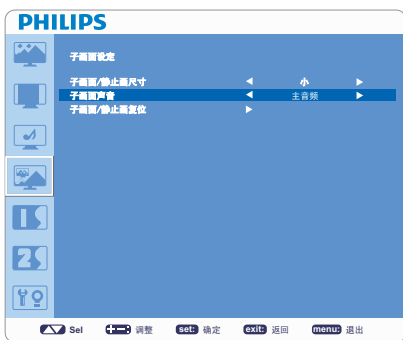 PHILIPS
子画面设定
子画面/静止画尺寸 小
子画面声音 主音频
子画面/静止画复位
Sel 调整 set: 确定 exit: 返回 menu: 退出